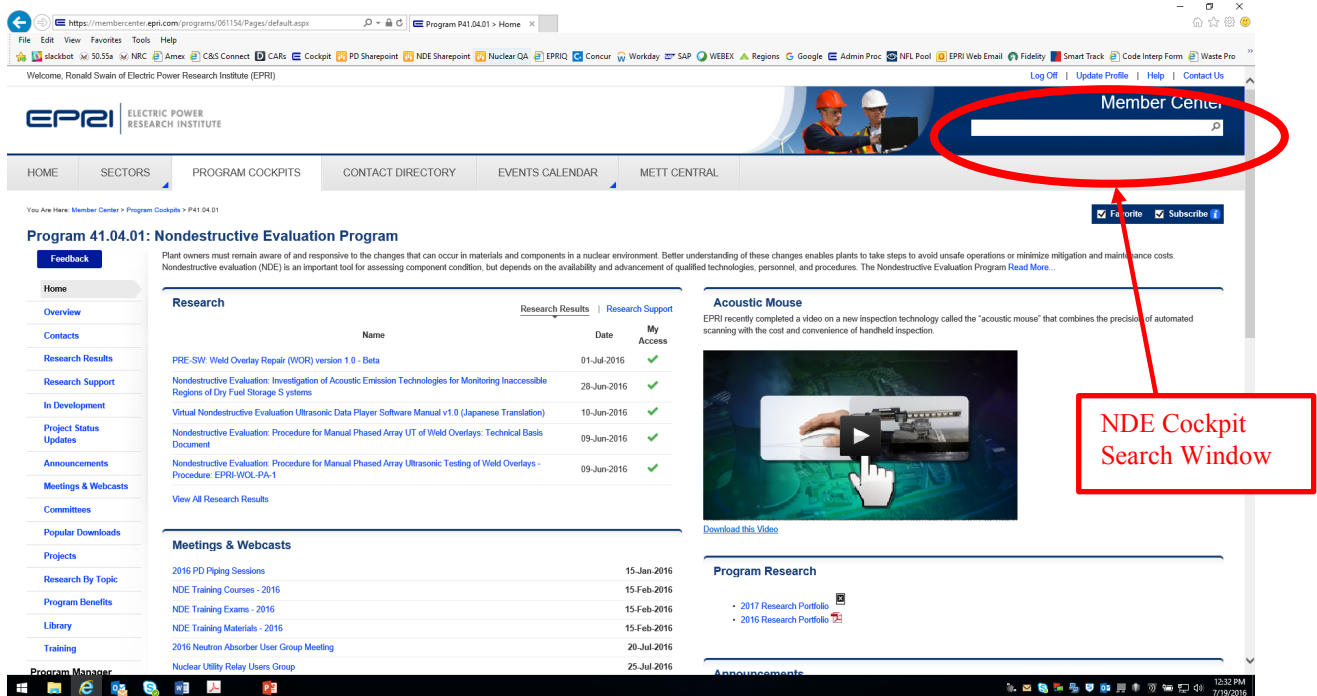 https://membercenter.epri.com/programs/061154/Pages/default.aspx
Program P41.04.01 > Home
File Edit View Favorites Tools Help
slackbot 50.55a NRC Amex C&S Connect CARs Cockpit PD Sharepoint NDE Sharepoint Nuclear QA EPRIQ Concur Workday SAP WEBEX Regions Google Admin Proc NFL Pool EPRI Web Email Fidelity Smart Track Code Interp Form Waste Pro
Welcome, Ronald Swain of Electric Power Research Institute (EPRI)
Log Off | Update Profile | Help | Contact Us
EPRI ELECTRIC POWER
RESEARCH INSTITUTE
Member Center
HOME SECTORS PROGRAM COCKPITS CONTACT DIRECTORY EVENTS CALENDAR METT CENTRAL
You Are Here: Member Center > Program Cockpits > P41.04.01
Favorite Subscribe
Program 41.04.01: Nondestructive Evaluation Program
Feedback
Plant owners must remain aware of and responsive to the changes that can occur in materials and components in a nuclear environment. Better understanding of these changes enables plants to take steps to avoid unsafe operations or minimize mitigation and maintenance costs.
Nondestructive evaluation (NDE) is an important tool for assessing component condition, but depends on the availability and advancement of qualified technologies, personnel, and procedures. The Nondestructive Evaluation Program Read More...
Home
Overview
Contacts
Research Results
Research Support
In Development
Project Status
Updates
Announcements
Meetings & Webcasts
Committees
Popular Downloads
Projects
Research By Topic
Program Benefits
Library
Training
Program Manager
Research
Research Results | Research Support
Name Date My
Access
PRE-SW: Weld Overlay Repair (WOR) version 1.0 - Beta 01-Jul-2016
Nondestructive Evaluation: Investigation of Acoustic Emission Technologies for Monitoring Inaccessible
Regions of Dry Fuel Storage S ystems 28-Jun-2016
Virtual Nondestructive Evaluation Ultrasonic Data Player Software Manual v1.0 (Japanese Translation) 10-Jun-2016
Nondestructive Evaluation: Procedure for Manual Phased Array UT of Weld Overlays: Technical Basis
Document 09-Jun-2016
Nondestructive Evaluation: Procedure for Manual Phased Array Ultrasonic Testing of Weld Overlays -
Procedure: EPRI-WOL-PA-1 09-Jun-2016
View All Research Results
Meetings & Webcasts
2016 PD Piping Sessions 15-Jan-2016
NDE Training Courses - 2016 15-Feb-2016
NDE Training Exams - 2016 15-Feb-2016
NDE Training Materials - 2016 15-Feb-2016
2016 Neutron Absorber User Group Meeting 20-Jul-2016
Nuclear Utility Relay Users Group 25-Jul-2016
Acoustic Mouse
EPRI recently completed a video on a new inspection technology called the "acoustic mouse" that combines the precision of automated
scanning with the cost and convenience of handheld inspection.
Download this Video
Program Research
• 2017 Research Portfolio
• 2016 Research Portfolio
Announcements
NDE Cockpit
Search Window
12:32 PM
7/19/2016